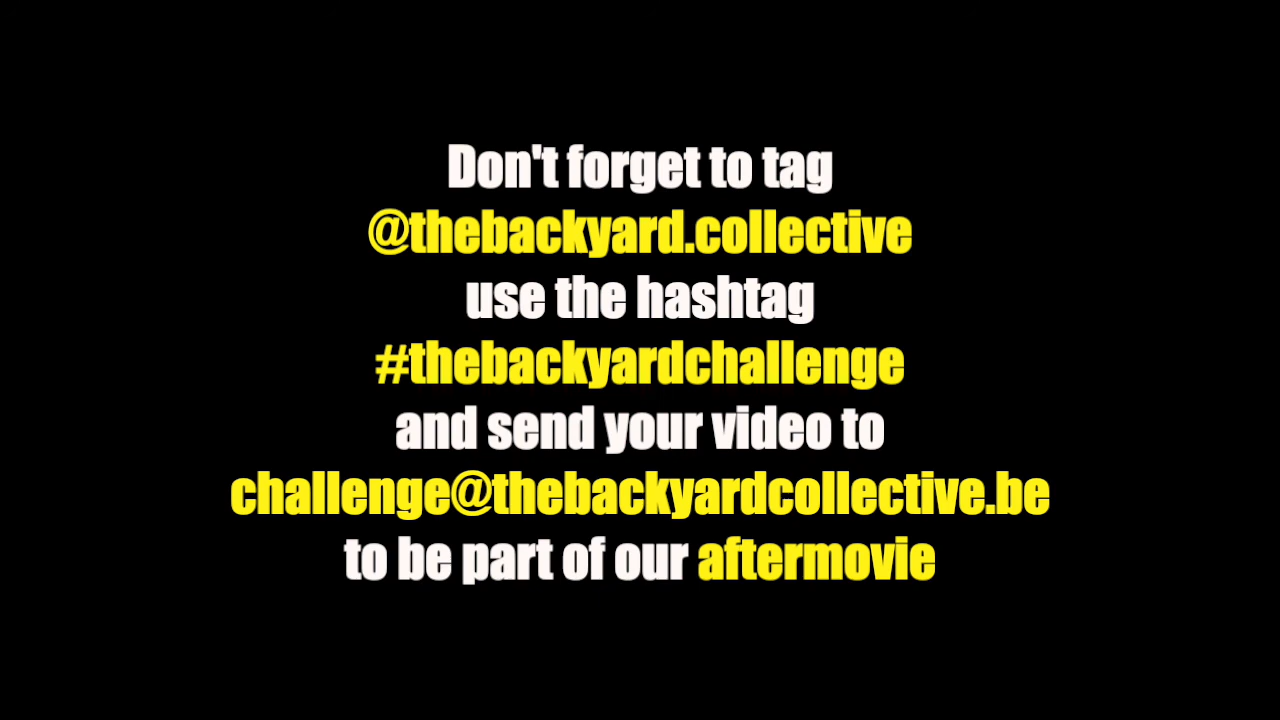 Don't forget to tag
@thebackyard.collective
use the hashtag
#thebackyardchallenge
and send your video to
challenge@thebackyardcollective.be
to be part of our aftermovie